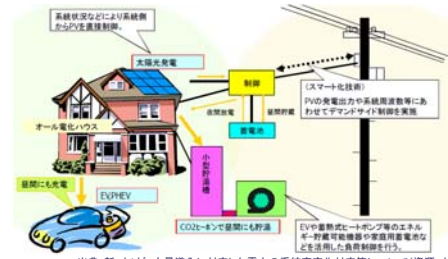 系統状況などにより系統側
からPVを直接制御。
太陽光発電
制御
〈スマート化技術〉
PVの発電出力や系統周波数等にあ
わせてデマンドサイド制御を実施
夜間放電
昼間貯蔵
蓄電池
オール電化ハウス
小型貯湯槽
昼間にも充電
EV,PHEV
CO2ヒーポンで昼間にも貯湯
EVや蓄熱式ヒートポンプ等のエネル
ギー貯蔵可能機器や家庭用蓄電池な
どを活用した負荷制御を行う。